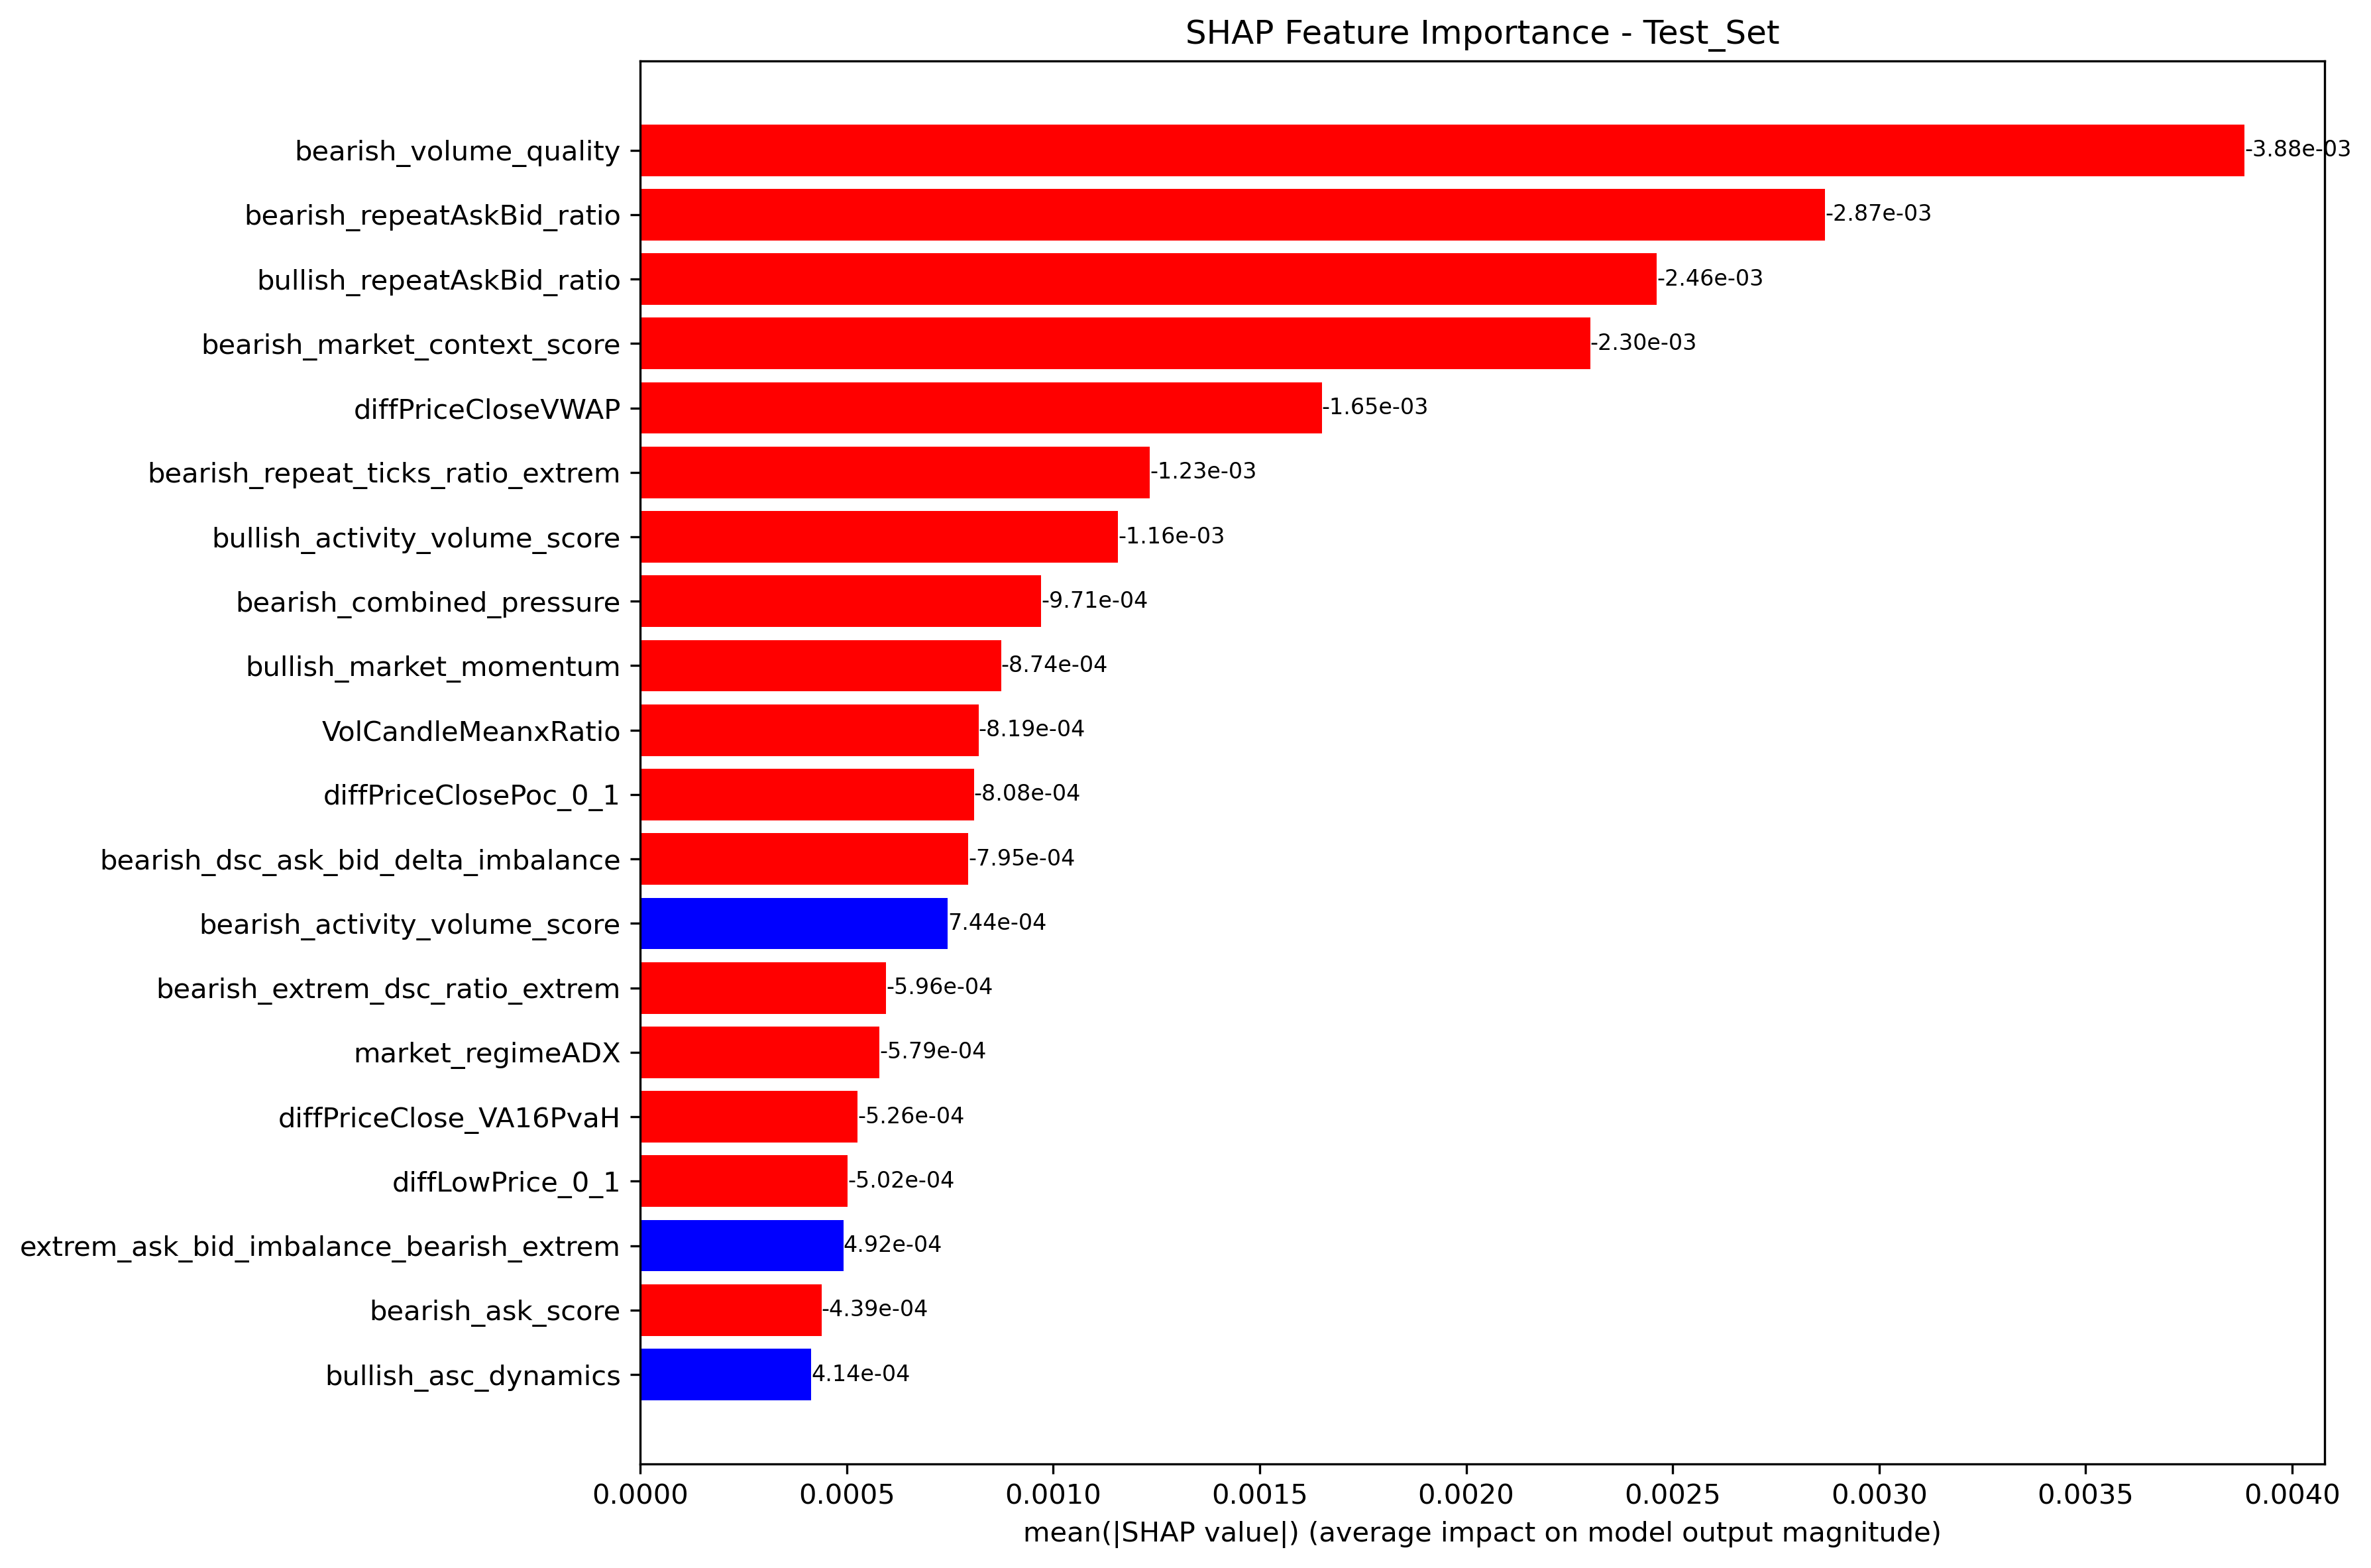 SHAP Feature Importance - Test_Set
bearish_volume_quality -3.88e-03
bearish_repeatAskBid_ratio -2.87e-03
bullish_repeatAskBid_ratio -2.46e-03
bearish_market_context_score -2.30e-03
diffPriceCloseVWAP -1.65e-03
bearish_repeat_ticks_ratio_extrem -1.23e-03
bullish_activity_volume_score -1.16e-03
bearish_combined_pressure -9.71e-04
bullish_market_momentum -8.74e-04
VolCandleMeanxRatio -8.19e-04
diffPriceClosePoc_0_1 -8.08e-04
bearish_dsc_ask_bid_delta_imbalance -7.95e-04
bearish_activity_volume_score 7.44e-04
bearish_extrem_dsc_ratio_extrem -5.96e-04
market_regimeADX -5.79e-04
diffPriceClose_VA16PvaH -5.26e-04
diffLowPrice_0_1 -5.02e-04
extrem_ask_bid_imbalance_bearish_extrem 4.92e-04
bearish_ask_score -4.39e-04
bullish_asc_dynamics 4.14e-04
0.0000 0.0005 0.0010 0.0015 0.0020 0.0025 0.0030 0.0035 0.0040
mean(|SHAP value|) (average impact on model output magnitude)